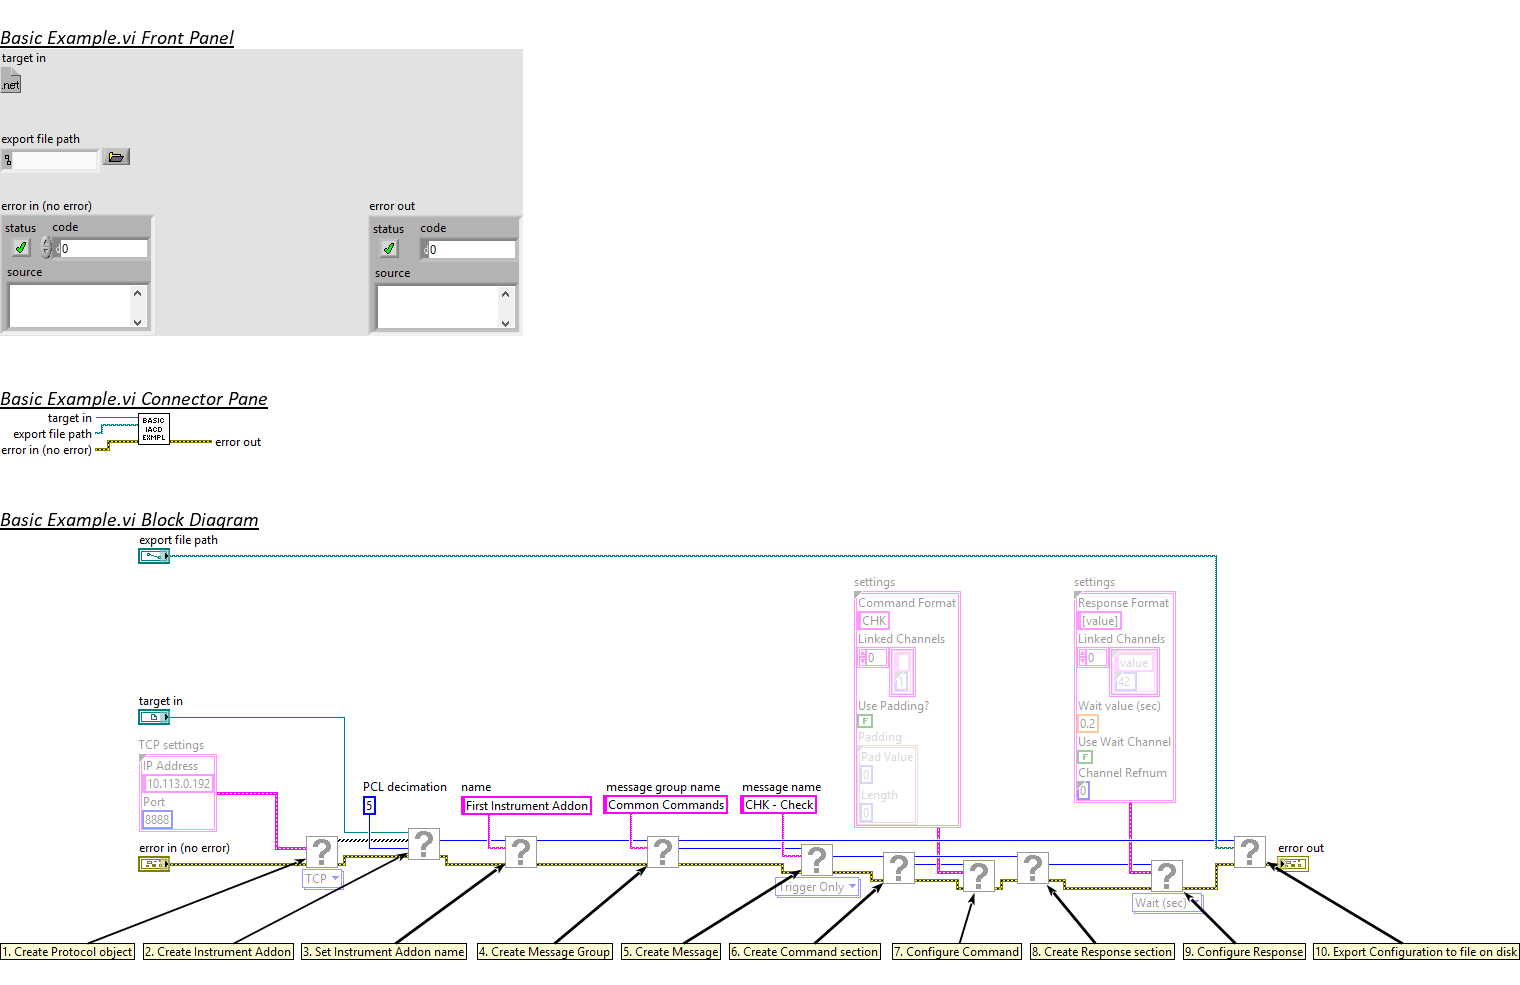 Basic Example.vi Front Panel
target in
.net
export file path
error in (no error)
status code
0
source
error out
status code
0
source
Basic Example.vi Connector Pane
target in
export file path
error in (no error)
BASIC
IACD
EXMPL
error out
Basic Example.vi Block Diagram
export file path
target in
TCP settings
IP Address
10.113.0.192
Port
8888
error in (no error)
?
TCP
?
PCL decimation
5
name
First Instrument Addon
?
message group name
Common Commands
?
message name
CHK - Check
?
Trigger Only
settings
Command Format
CHK
Linked Channels
0
1
Use Padding?
F
Padding
Pad Value
0
Length
0
?
?
?
settings
Response Format
[value]
Linked Channels
0
value
42
Wait value (sec)
0.2
Use Wait Channel
F
Channel Refnum
0
?
Wait (sec)
?
error out
1. Create Protocol object
2. Create Instrument Addon
3. Set Instrument Addon name
4. Create Message Group
5. Create Message
6. Create Command section
7. Configure Command
8. Create Response section
9. Configure Response
10. Export Configuration to file on disk